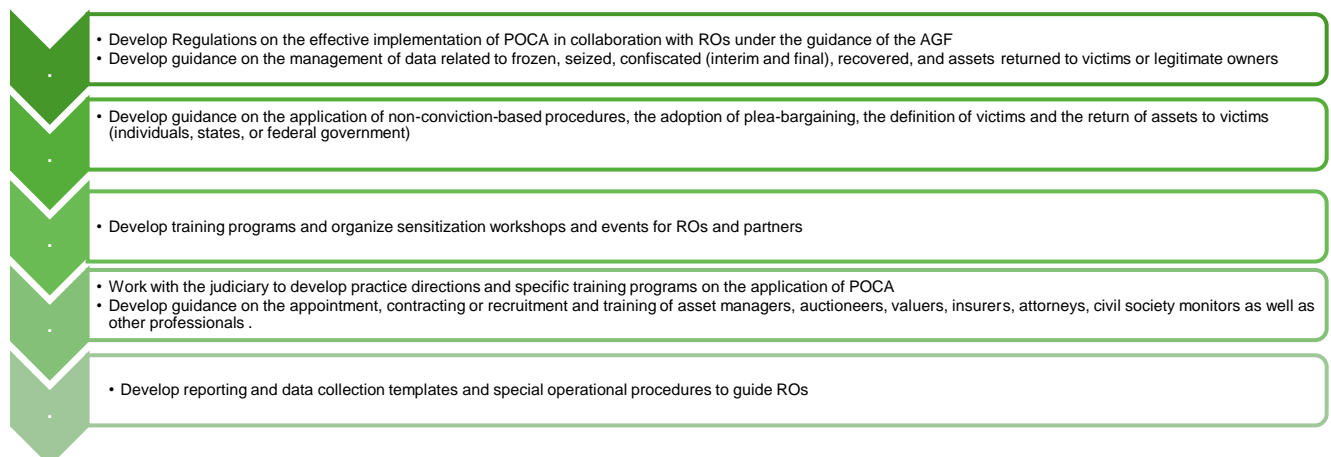 • Develop Regulations on the effective implementation of POCA in collaboration with ROs under the guidance of the AGF
• Develop guidance on the management of data related to frozen, seized, confiscated (interim and final), recovered, and assets returned to victims or legitimate owners
.
• Develop guidance on the application of non-conviction-based procedures, the adoption of plea-bargaining, the definition of victims and the return of assets to victims
(individuals, states, or federal government)
.
• Develop training programs and organize sensitization workshops and events for ROs and partners
.
• Work with the judiciary to develop practice directions and specific training programs on the application of POCA
• Develop guidance on the appointment, contracting or recruitment and training of asset managers, auctioneers, valuers, insurers, attorneys, civil society monitors as well as
other professionals .
.
• Develop reporting and data collection templates and special operational procedures to guide ROs
.